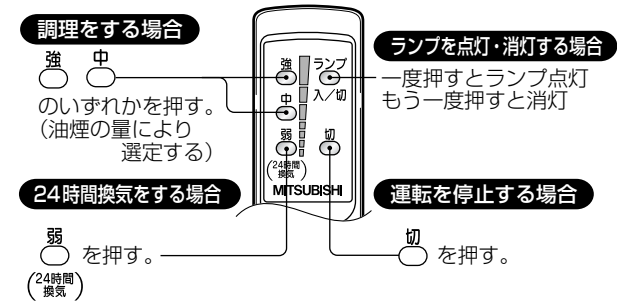 調理をする場合
強 中
のいずれかを押す。
（油煙の量により
選定する）
24時間換気をする場合
弱
を押す。
（24時間
換気）
強 ランプ
入／切
中
弱 切
（24時間
換気）
MITSUBISHI
ランプを点灯・消灯する場合
一度押すとランプ点灯
もう一度押すと消灯
運転を停止する場合
切
を押す。